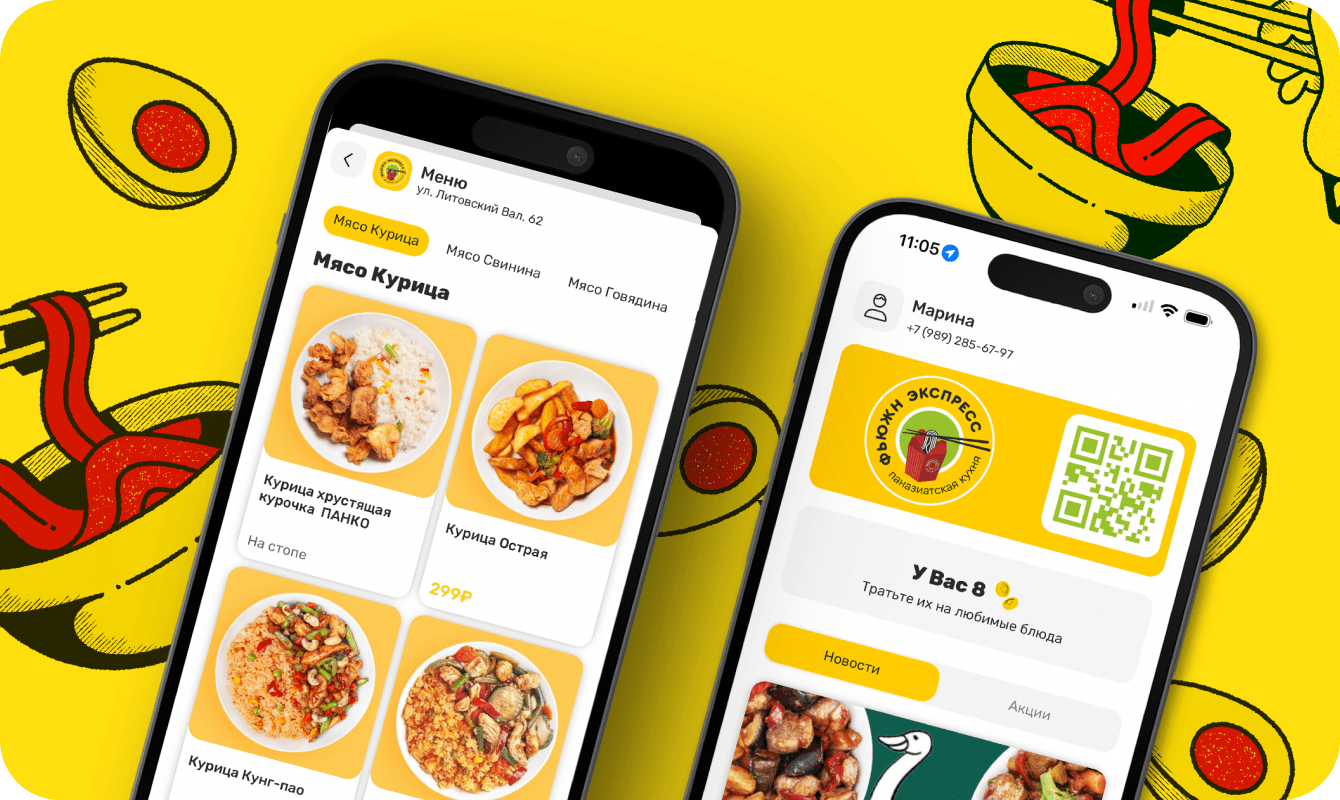 Меню
ул. Литовский Вал, 62
Мясо Курица
Мясо Свинина
Мясо Говядина
Мясо Курица
Курица хрустящая
курочка ПАНКО
На стопе
Курица Острая
299₽
Курица Кунг-пао
11:05
Марина
+7 (989) 285-67-97
ФЬЮЖН ЭКСПРЕСС
паназиатская кухня
У Вас 8
Тратьте их на любимые блюда
Новости
Акции